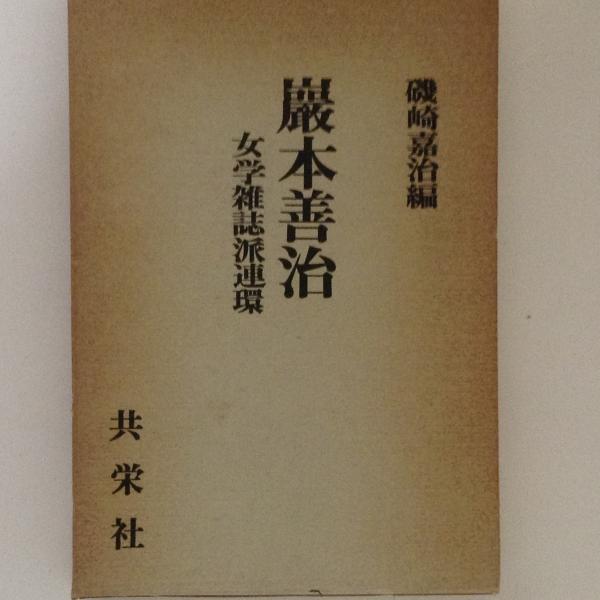 磯崎嘉治編
巖本善治
女学雑誌派連環
共栄社